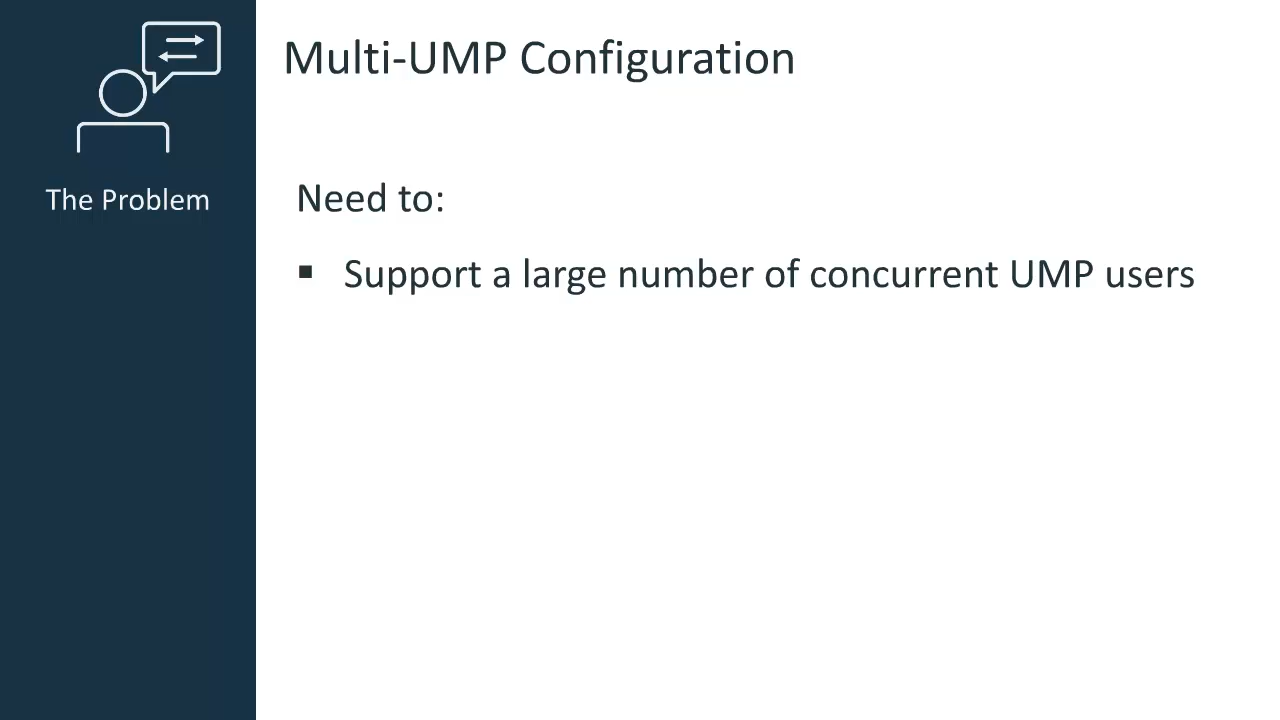 The Problem
Multi-UMP Configuration
Need to:
▪ Support a large number of concurrent UMP users